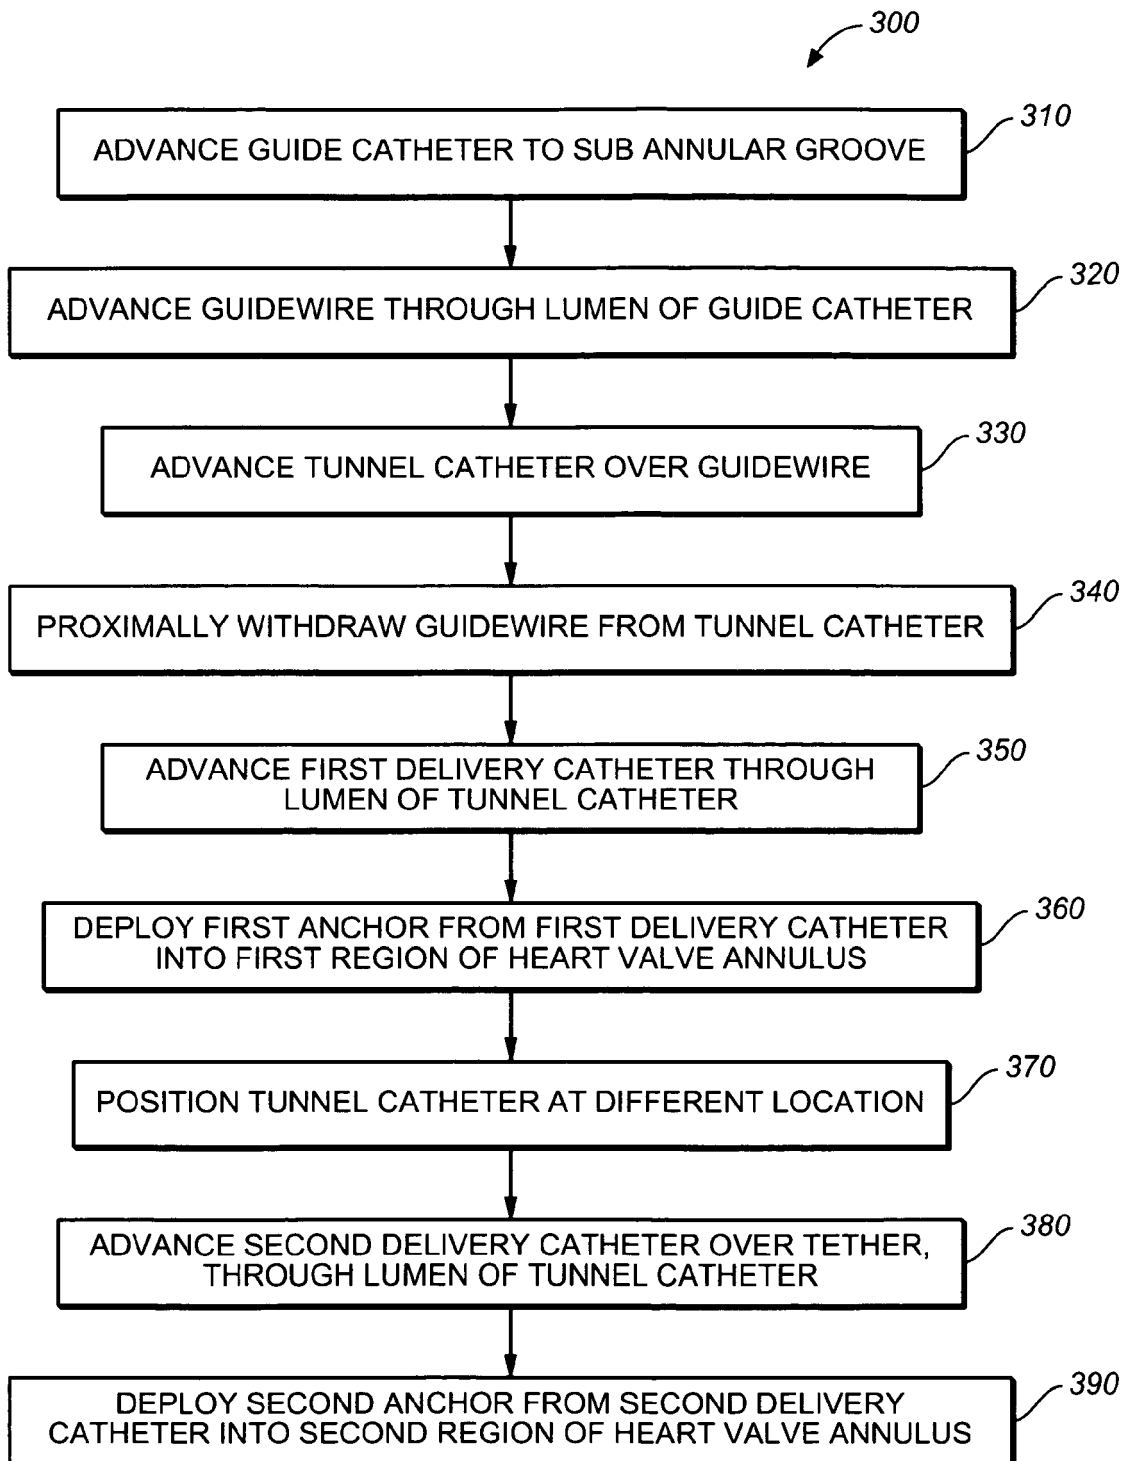 300
310
ADVANCE GUIDE CATHETER TO SUB ANNULAR GROOVE
320
ADVANCE GUIDEWIRE THROUGH LUMEN OF GUIDE CATHETER
330
ADVANCE TUNNEL CATHETER OVER GUIDEWIRE
340
PROXIMALLY WITHDRAW GUIDEWIRE FROM TUNNEL CATHETER
350
ADVANCE FIRST DELIVERY CATHETER THROUGH
LUMEN OF TUNNEL CATHETER
360
DEPLOY FIRST ANCHOR FROM FIRST DELIVERY CATHETER
INTO FIRST REGION OF HEART VALVE ANNULUS
370
POSITION TUNNEL CATHETER AT DIFFERENT LOCATION
380
ADVANCE SECOND DELIVERY CATHETER OVER TETHER,
THROUGH LUMEN OF TUNNEL CATHETER
390
DEPLOY SECOND ANCHOR FROM SECOND DELIVERY
CATHETER INTO SECOND REGION OF HEART VALVE ANNULUS